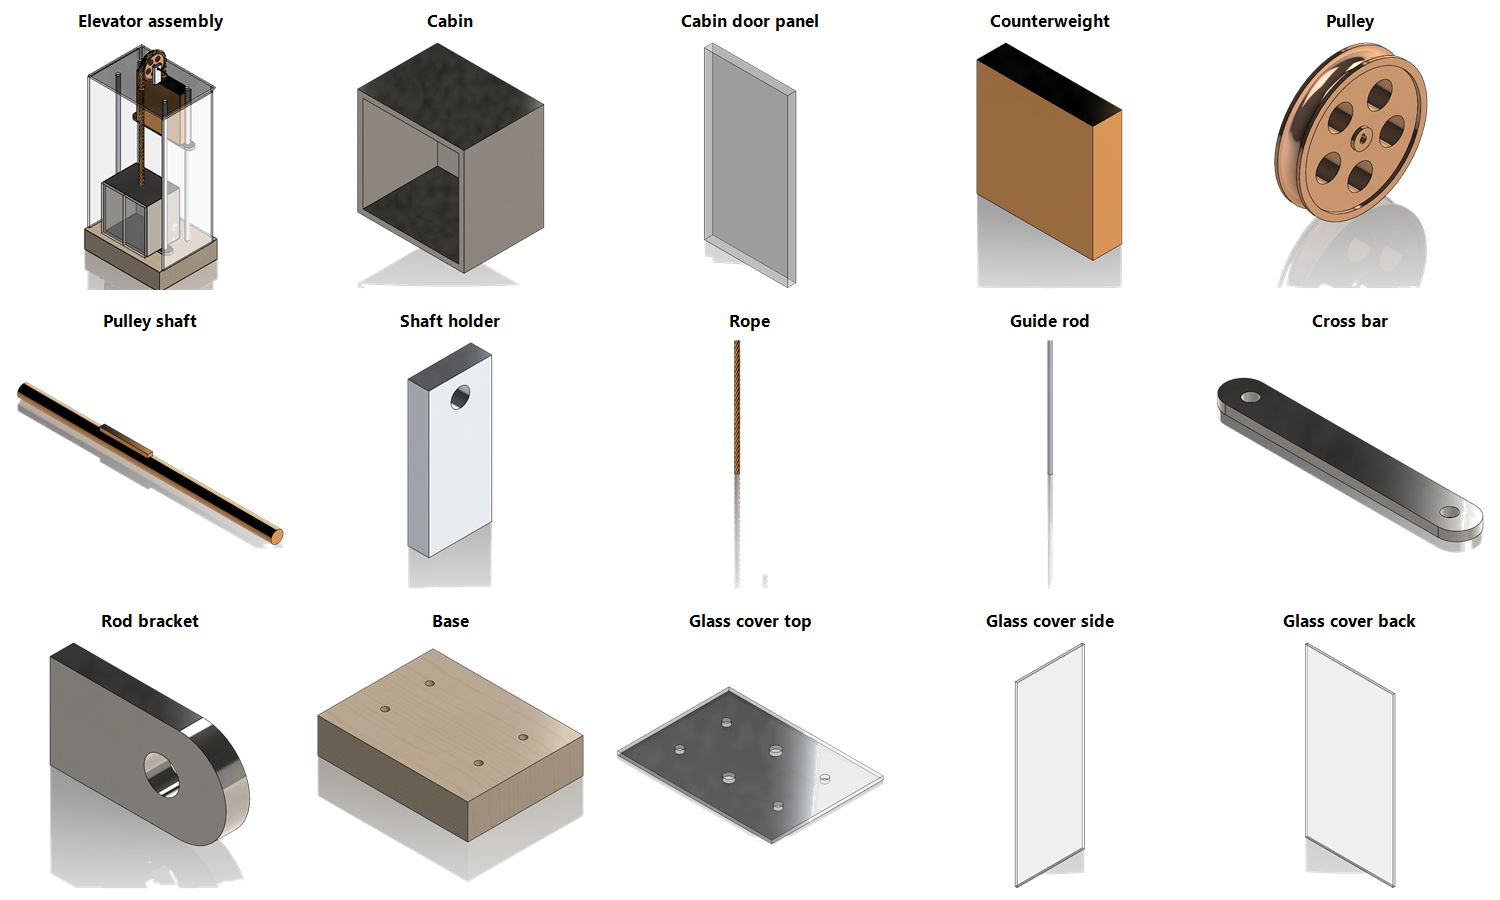 Elevator assembly
Cabin
Cabin door panel
Counterweight
Pulley
Pulley shaft
Shaft holder
Rope
Guide rod
Cross bar
Rod bracket
Base
Glass cover top
Glass cover side
Glass cover back